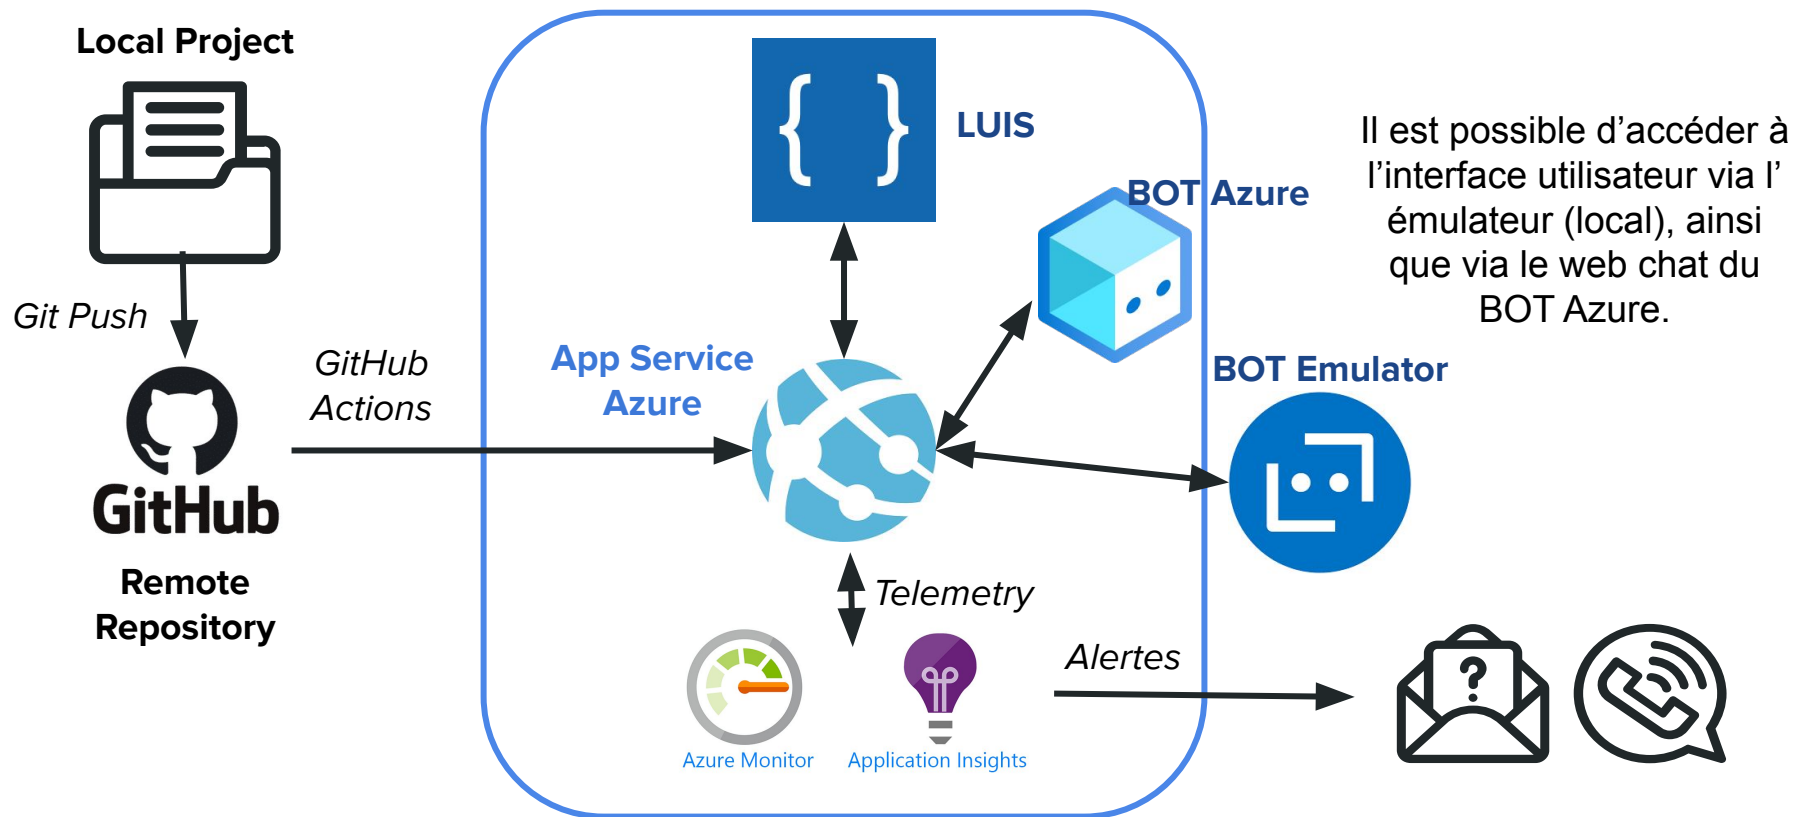 Local Project
Git Push
GitHub
Remote
Repository
GitHub
Actions
LUIS
BOT Azure
App Service
Azure
BOT Emulator
Telemetry
Azure Monitor
Application Insights
Alertes
?
Il est possible d’accéder à
l’interface utilisateur via l’
émulateur (local), ainsi
que via le web chat du
BOT Azure.